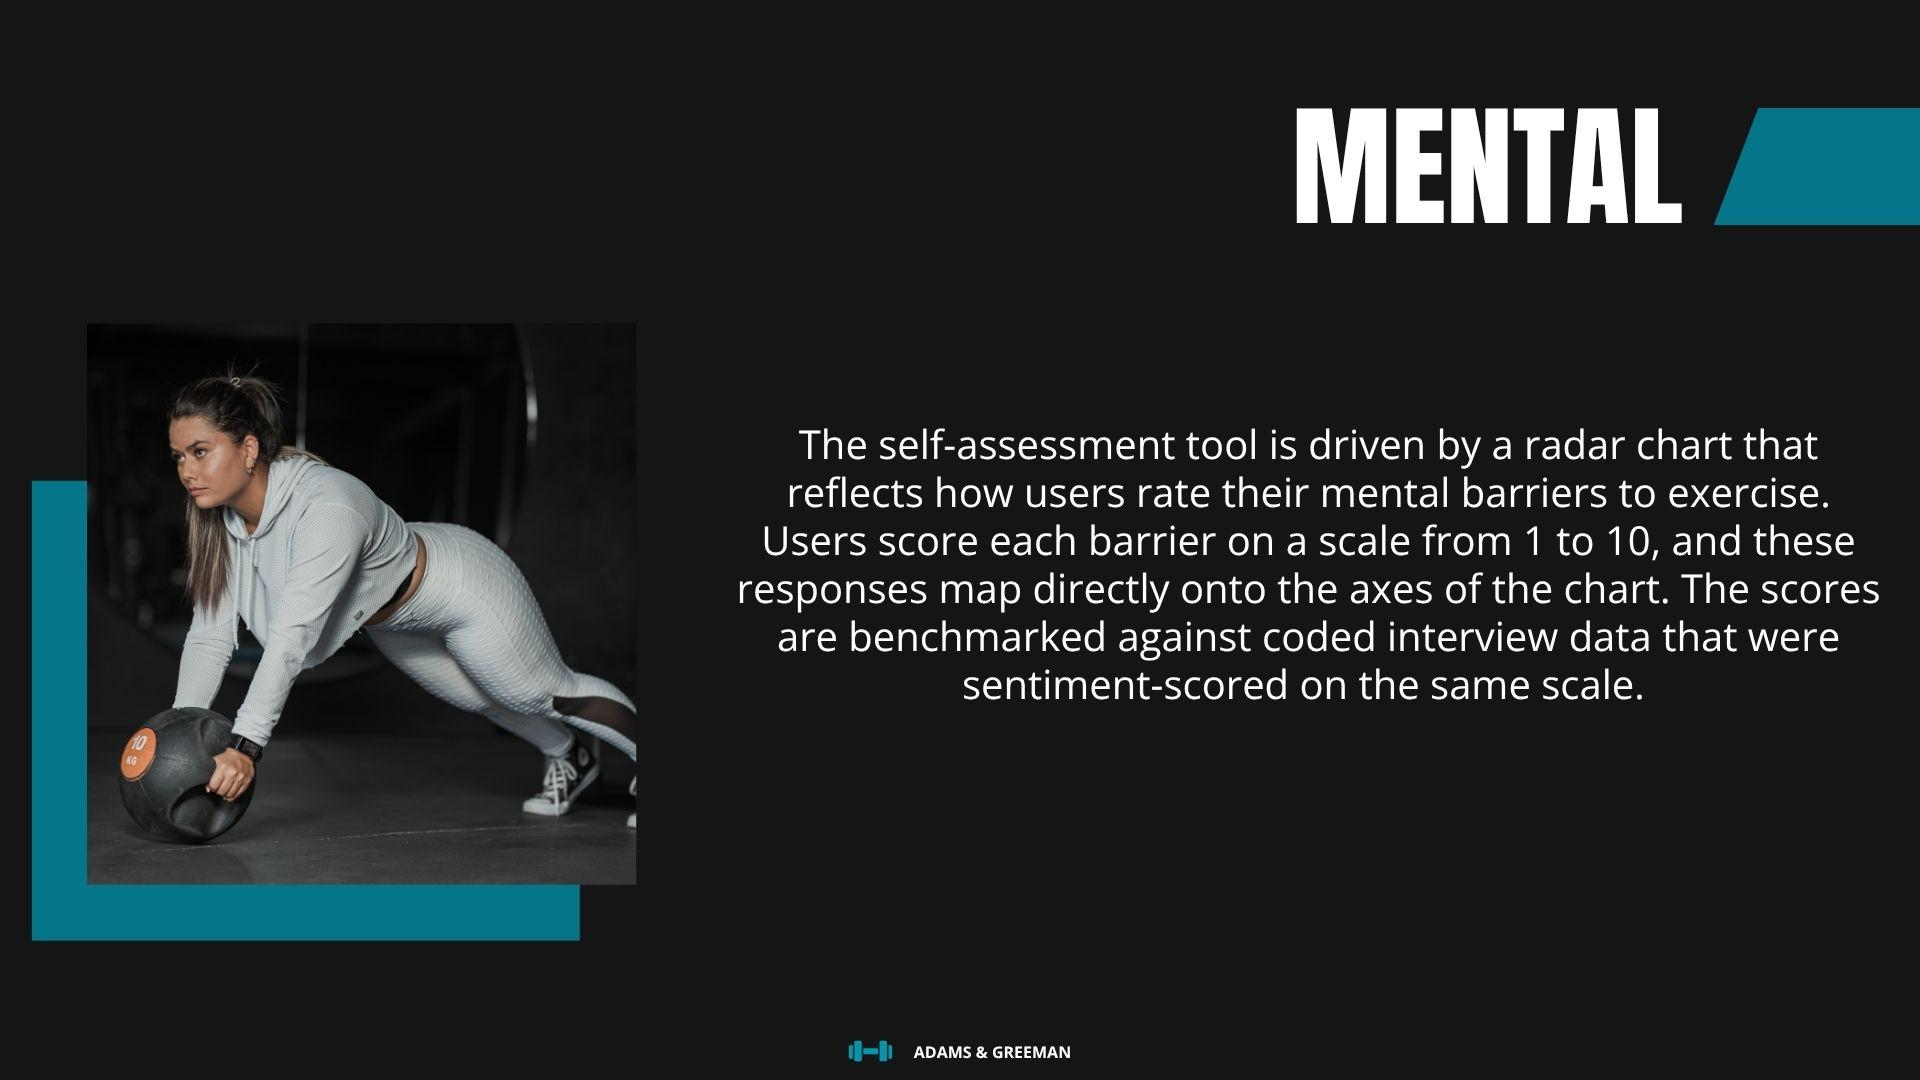 MENTAL
The self-assessment tool is driven by a radar chart that
reflects how users rate their mental barriers to exercise.
Users score each barrier on a scale from 1 to 10, and these
responses map directly onto the axes of the chart. The scores
are benchmarked against coded interview data that were
sentiment-scored on the same scale.
10
KG
ADAMS & GREEMAN